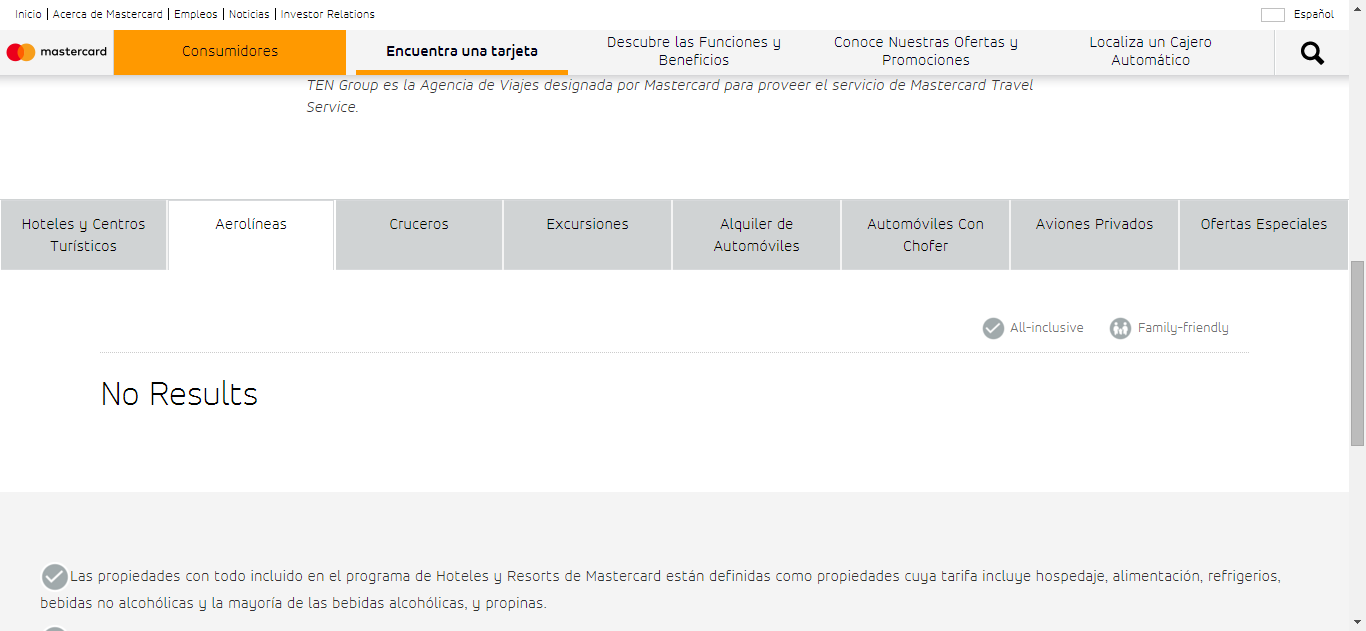 Inicio | Acerca de Mastercard | Empleos | Noticias | Investor Relations
Español
mastercard
Consumidores
Encuentra una tarjeta
Descubre las Funciones y
Beneficios
Conoce Nuestras Ofertas y
Promociones
Localiza un Cajero
Automático
TEN Group es la Agencia de Viajes designada por Mastercard para proveer el servicio de Mastercard Travel
Service.
Hoteles y Centros
Turísticos
Aerolíneas
Cruceros
Excursiones
Alquiler de
Automóviles
Automóviles Con
Chofer
Aviones Privados
Ofertas Especiales
All-inclusive
Family-friendly
No Results
Las propiedades con todo incluido en el programa de Hoteles y Resorts de Mastercard están definidas como propiedades cuya tarifa incluye hospedaje, alimentación, refrigerios,
bebidas no alcohólicas y la mayoría de las bebidas alcohólicas, y propinas.